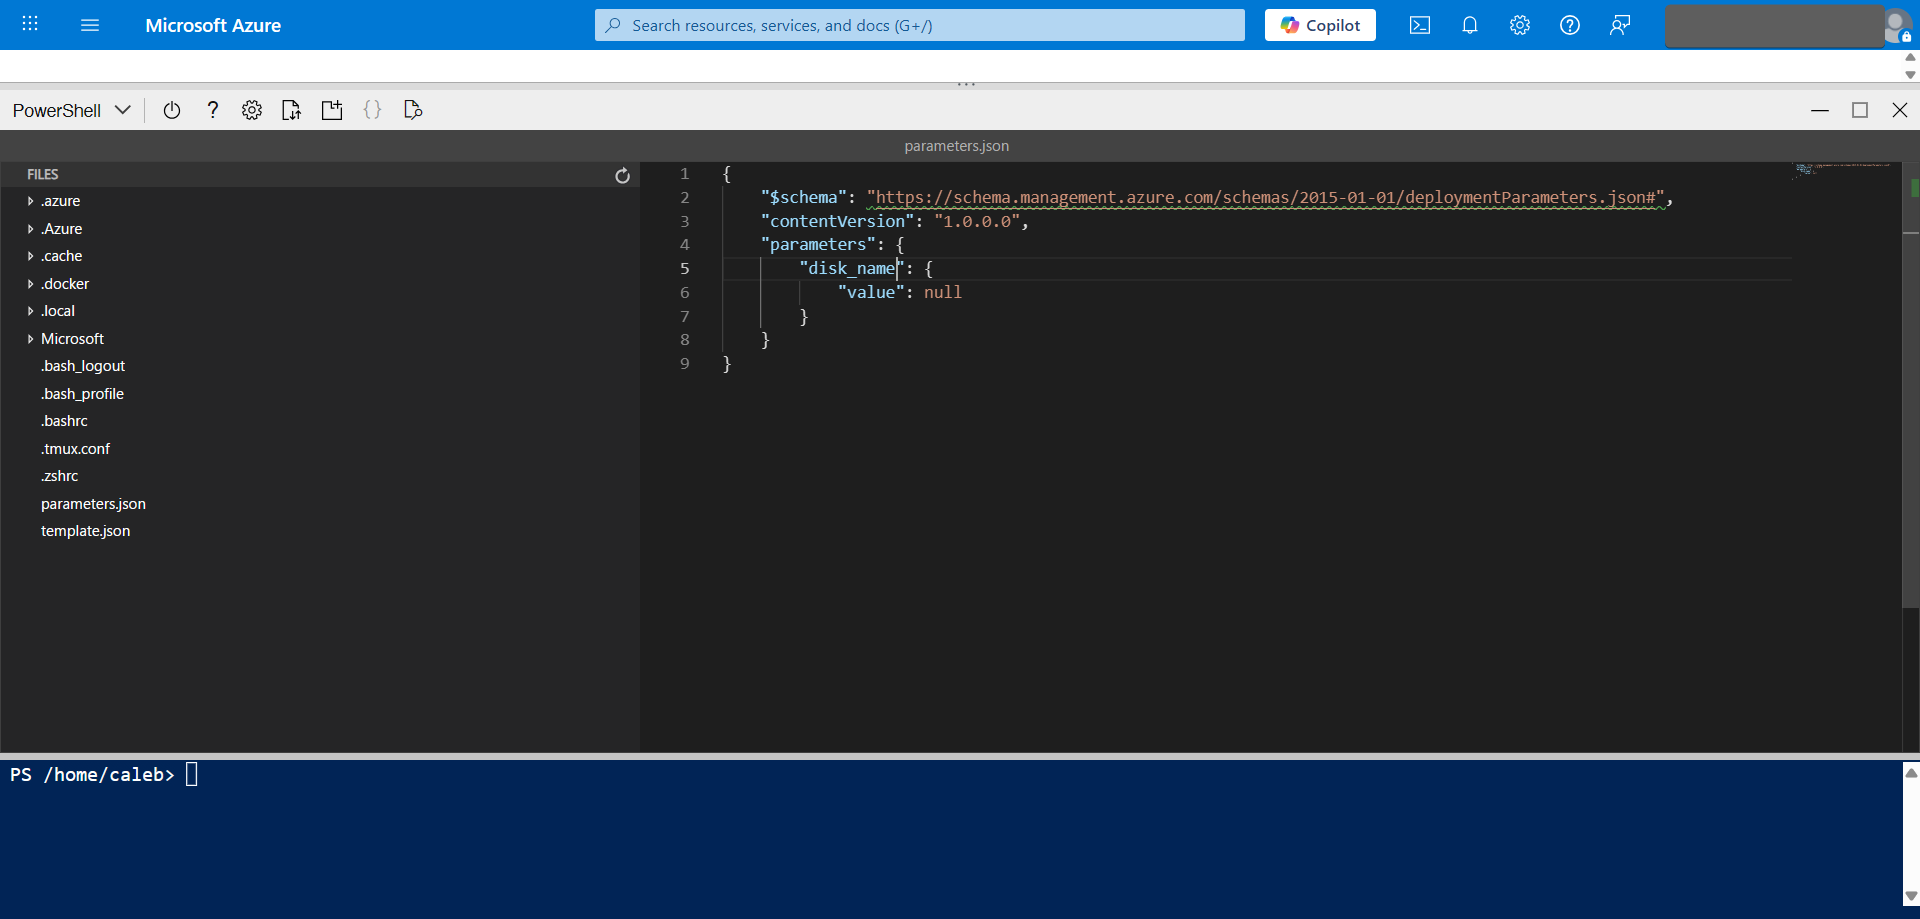 Microsoft Azure
Search resources, services, and docs (G+/)
Copilot
PowerShell
parameters.json
FILES
.azure
.Azure
.cache
.docker
.local
Microsoft
.bash_logout
.bash_profile
.bashrc
.tmux.conf
.zshrc
parameters.json
template.json
1 {
2 "$schema": "https://schema.management.azure.com/schemas/2015-01-01/deploymentParameters.json#",
3 "contentVersion": "1.0.0.0",
4 "parameters": {
5 "disk_name": {
6 "value": null
7 }
8 }
9 }
PS /home/caleb>